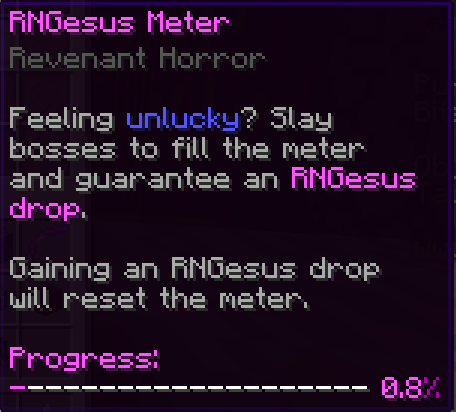 RNGesus Meter
Revenant Horror
Feeling unlucky? Slay
bosses to fill the meter
and guarantee an RNGesus
drop.
Gaining an RNGesus drop
will reset the meter.
Progress:
0.8%